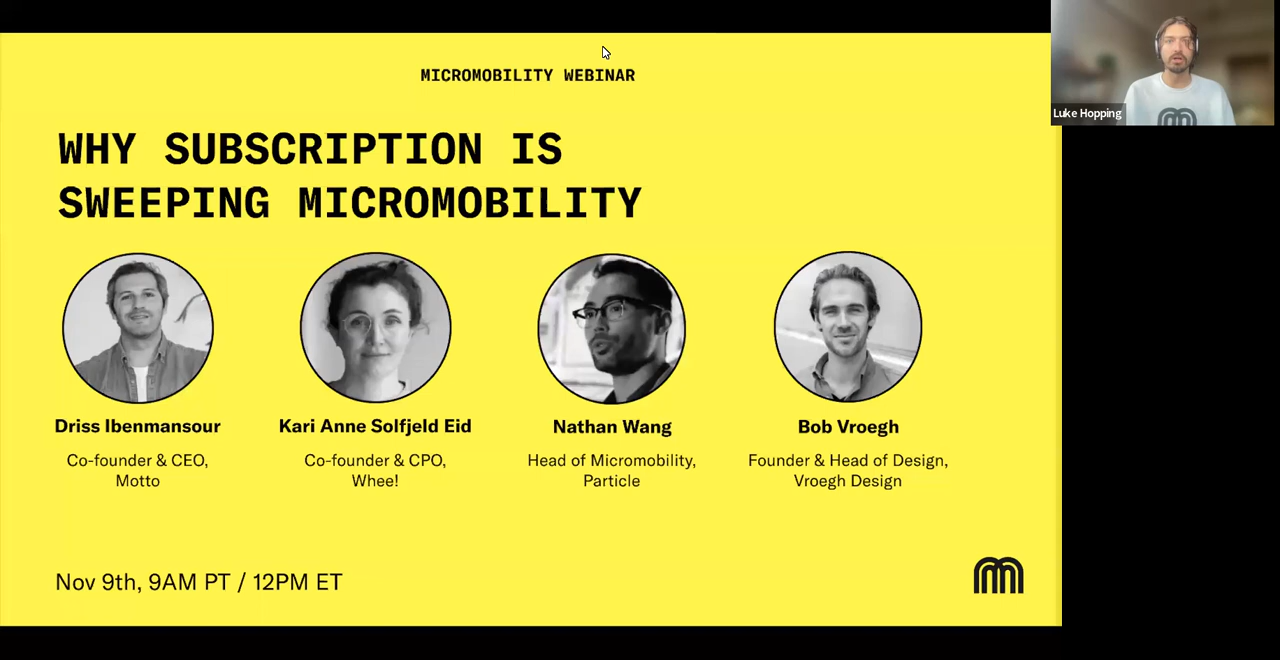 MICROMOBILITY WEBINAR
WHY SUBSCRIPTION IS
SWEEPING MICROMOBILITY
Driss Ibenmansour
Co-founder & CEO,
Motto
Kari Anne Solfjeld Eid
Co-founder & CPO,
Whee!
Nathan Wang
Head of Micromobility,
Particle
Bob Vroegh
Founder & Head of Design,
Vroegh Design
Nov 9th, 9AM PT / 12PM ET
Luke Hopping